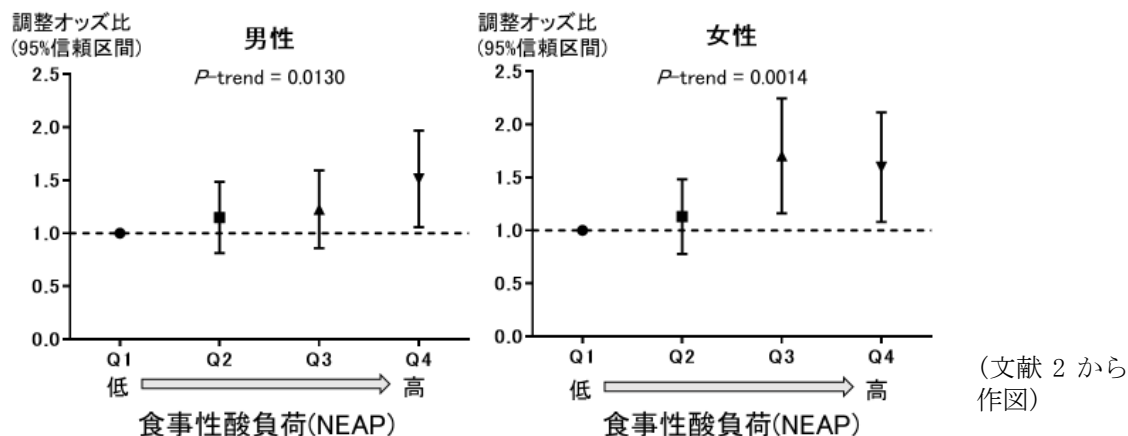 調整オッズ比
(95%信頼区間)
男性
P-trend = 0.0130
2.5
2.0
1.5
1.0
0.5
0.0
Q1 Q2 Q3 Q4
低 高
食事性酸負荷(NEAP)
調整オッズ比
(95%信頼区間)
女性
P-trend = 0.0014
2.5
2.0
1.5
1.0
0.5
0.0
Q1 Q2 Q3 Q4
低 高
食事性酸負荷(NEAP)
(文献 2 から
作図)